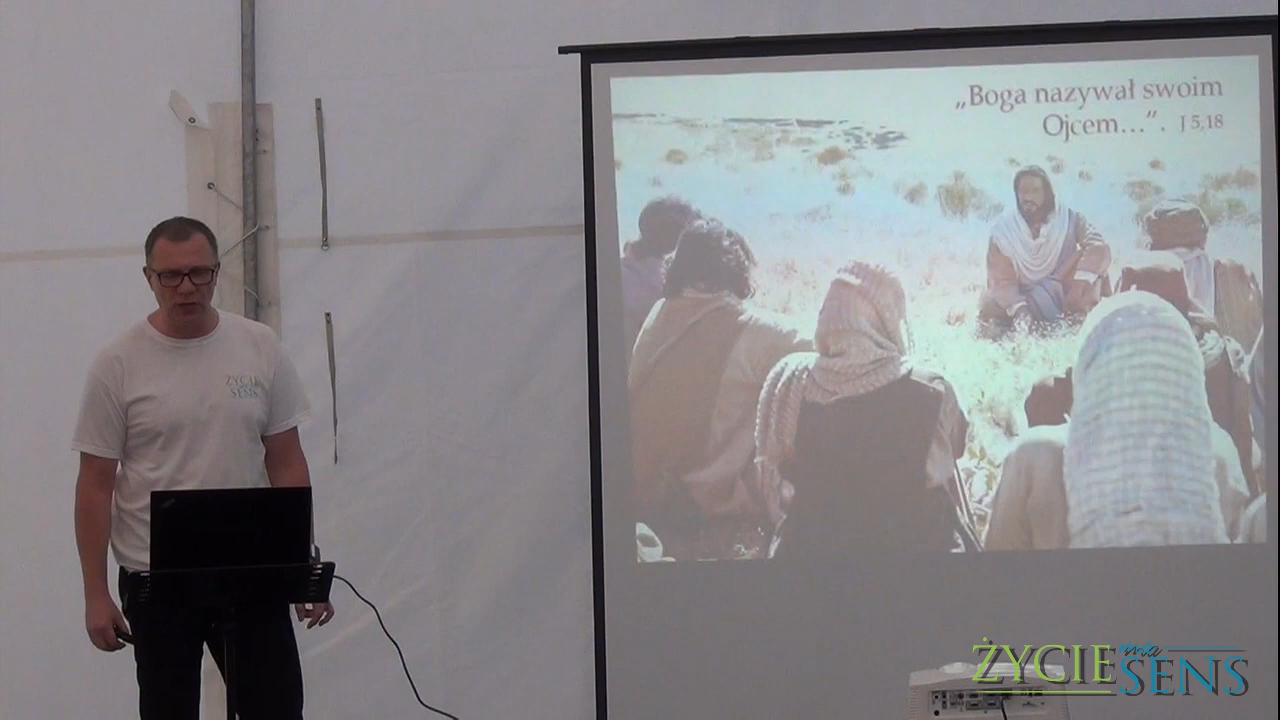 „Boga nazywał swoim
Ojcem...”. J 5,18
ŻYCIE
SENS
ŻYCIE ma SENS